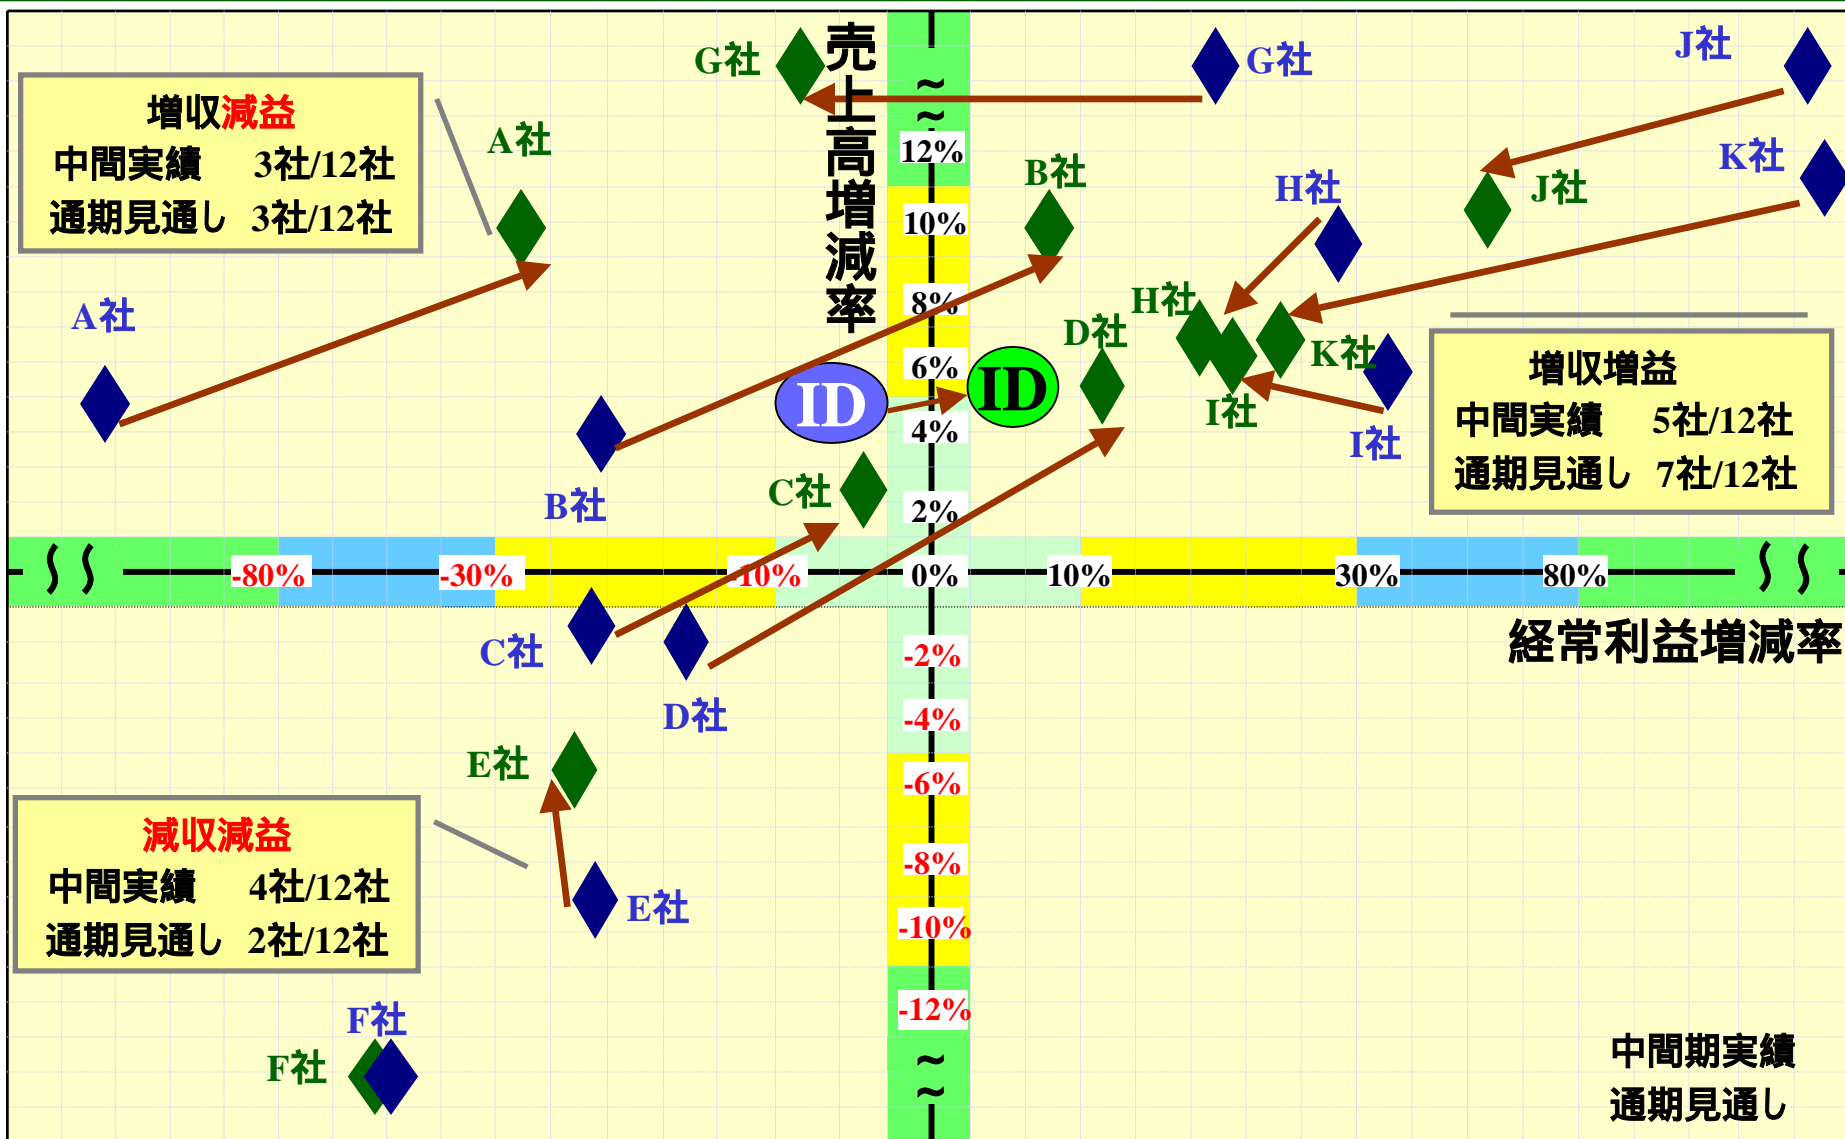 売上高増減率
G社
G社
J社
増収減益
中間実績 3社/12社
通期見通し 3社/12社
A社
12%
B社
K社
H社
J社
10%
A社
8%
H社
D社
6%
K社
ID
ID
I社
増収増益
中間実績 5社/12社
通期見通し 7社/12社
4%
I社
B社
C社
2%
-80%
-30%
-10%
0%
10%
30%
80%
経常利益増減率
C社
-2%
D社
-4%
E社
-6%
減収減益
中間実績 4社/12社
通期見通し 2社/12社
-8%
E社
-10%
-12%
F社
F社
中間期実績
通期見通し